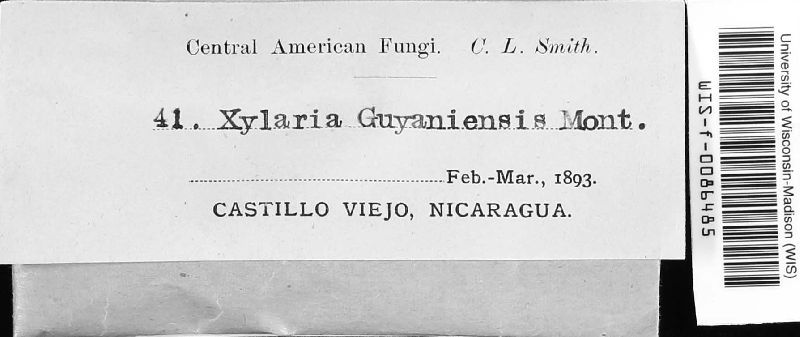 Central American Fungi. C. L. Smith.
41. Xylaria Guyaniensis Mont.
Feb.-Mar., 1893.
CASTILLO VIEJO, NICARAGUA.
University of Wisconsin-Madison (WIS)
WIS-f-0086485